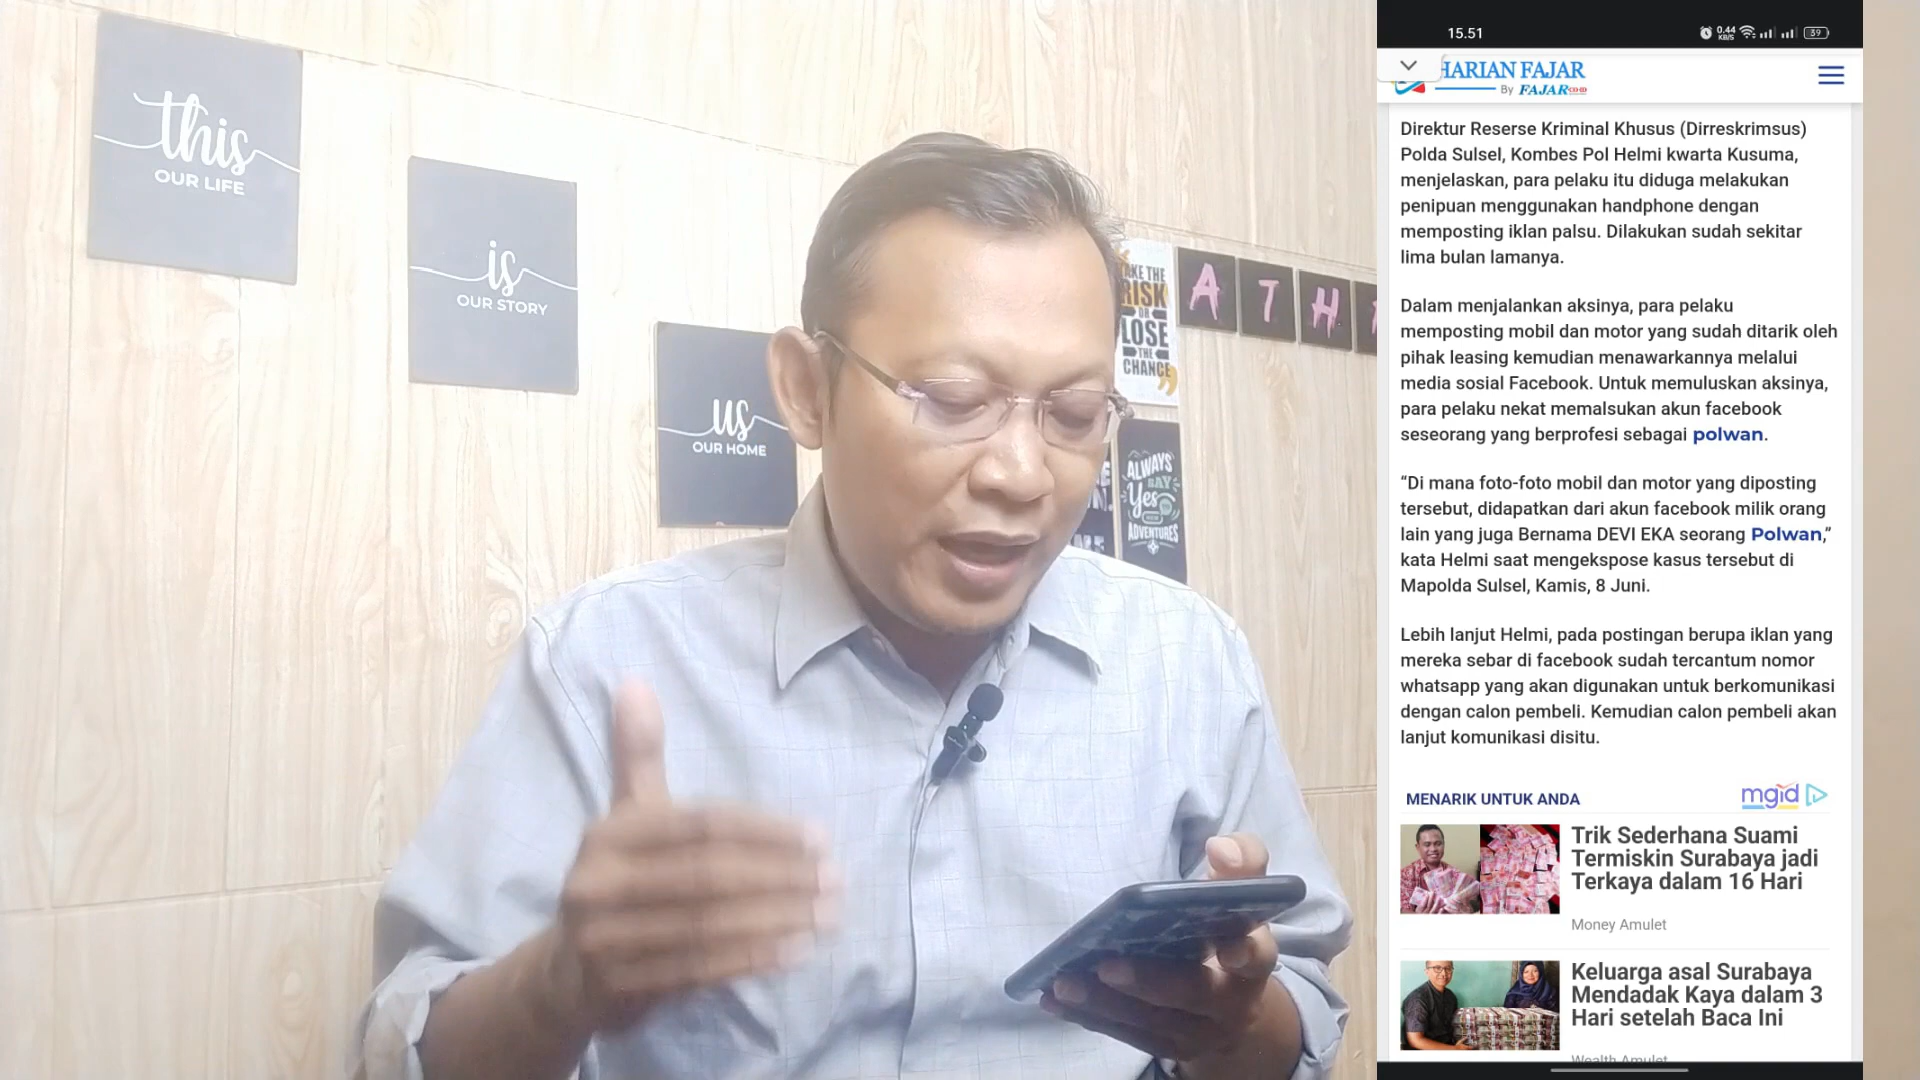 this
OUR LIFE
is
OUR STORY
us
OUR HOME
TAKE THE
RISK
OR
LOSE
THE
CHANCE
A T H
ALWAYS
SAY
Yes
ADVENTURES
15.51
0.44
KB/S
39
HARIAN FAJAR
By FAJAR.CO.ID
Direktur Reserse Kriminal Khusus (Dirreskrimsus)
Polda Sulsel, Kombes Pol Helmi kwarta Kusuma,
menjelaskan, para pelaku itu diduga melakukan
penipuan menggunakan handphone dengan
memposting iklan palsu. Dilakukan sudah sekitar
lima bulan lamanya.
Dalam menjalankan aksinya, para pelaku
memposting mobil dan motor yang sudah ditarik oleh
pihak leasing kemudian menawarkannya melalui
media sosial Facebook. Untuk memuluskan aksinya,
para pelaku nekat memalsukan akun facebook
seseorang yang berprofesi sebagai polwan.
“Di mana foto-foto mobil dan motor yang diposting
tersebut, didapatkan dari akun facebook milik orang
lain yang juga Bernama DEVI EKA seorang Polwan,”
kata Helmi saat mengekspose kasus tersebut di
Mapolda Sulsel, Kamis, 8 Juni.
Lebih lanjut Helmi, pada postingan berupa iklan yang
mereka sebar di facebook sudah tercantum nomor
whatsapp yang akan digunakan untuk berkomunikasi
dengan calon pembeli. Kemudian calon pembeli akan
lanjut komunikasi disitu.
MENARIK UNTUK ANDA
mgid
Trik Sederhana Suami
Termiskin Surabaya jadi
Terkaya dalam 16 Hari
Money Amulet
Keluarga asal Surabaya
Mendadak Kaya dalam 3
Hari setelah Baca Ini
Wealth Amulet